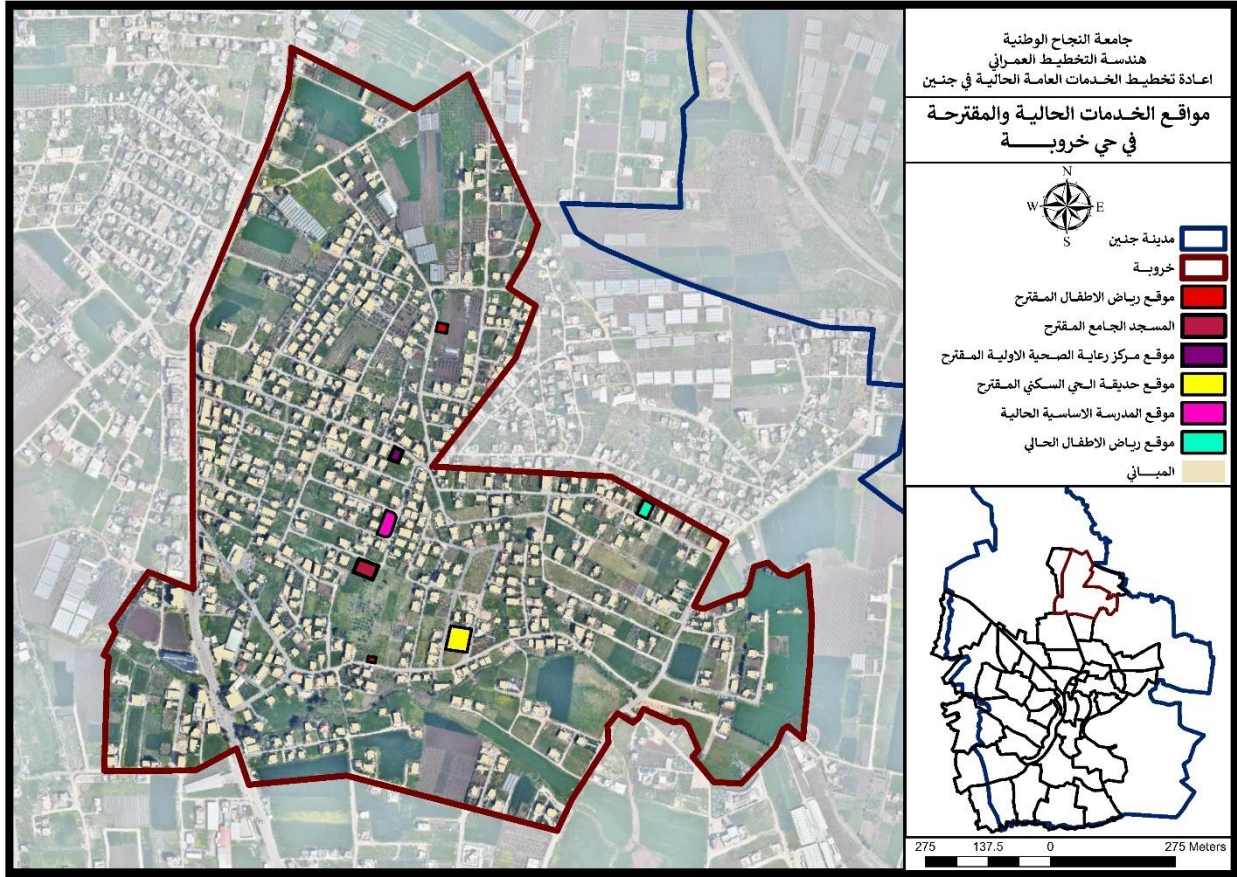 جامعة النجاح الوطنية
هندسة التخطيط العمراني
اعادة تخطيط الخدمات العامة الحالية في جنين
مواقع الخدمات الحالية والمقترحة
في حي خروبة
N
W E
S
مدينة جنين
خروبة
موقع رياض الاطفال المقترح
المسجد الجامع المقترح
موقع مركز رعاية الصحية الاولية المقترح
موقع حديقة الحي السكني المقترح
موقع المدرسة الاساسية الحالية
موقع رياض الاطفال الحالي
المباني
275 137.5 0 275 Meters